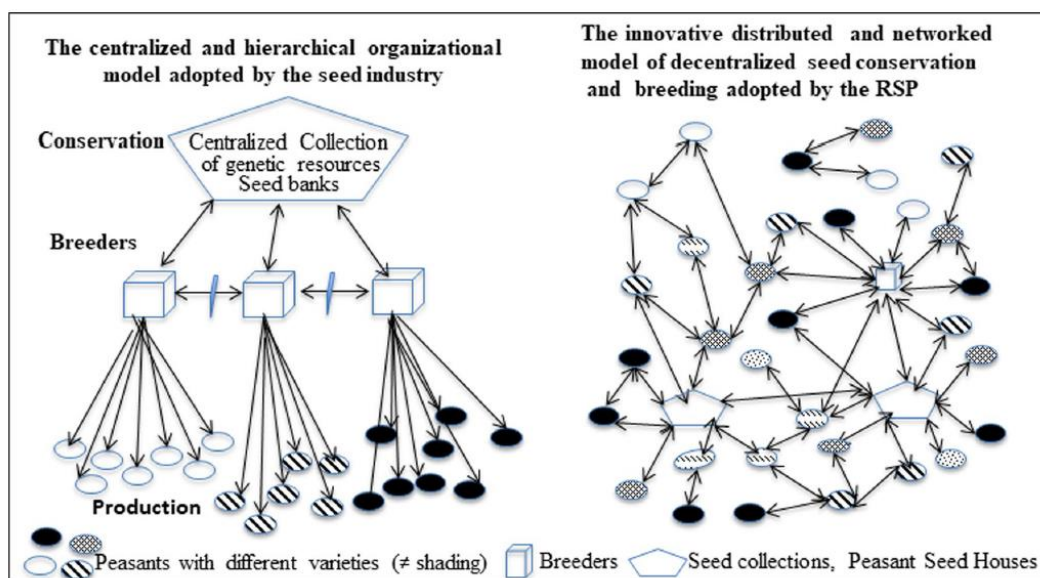 The centralized and hierarchical organizational
model adopted by the seed industry
Conservation
Centralized Collection
of genetic resources
Seed banks
Breeders
Production
The innovative distributed and networked
model of decentralized seed conservation
and breeding adopted by the RSP
Peasants with different varieties (≠ shading)
Breeders
Seed collections, Peasant Seed Houses